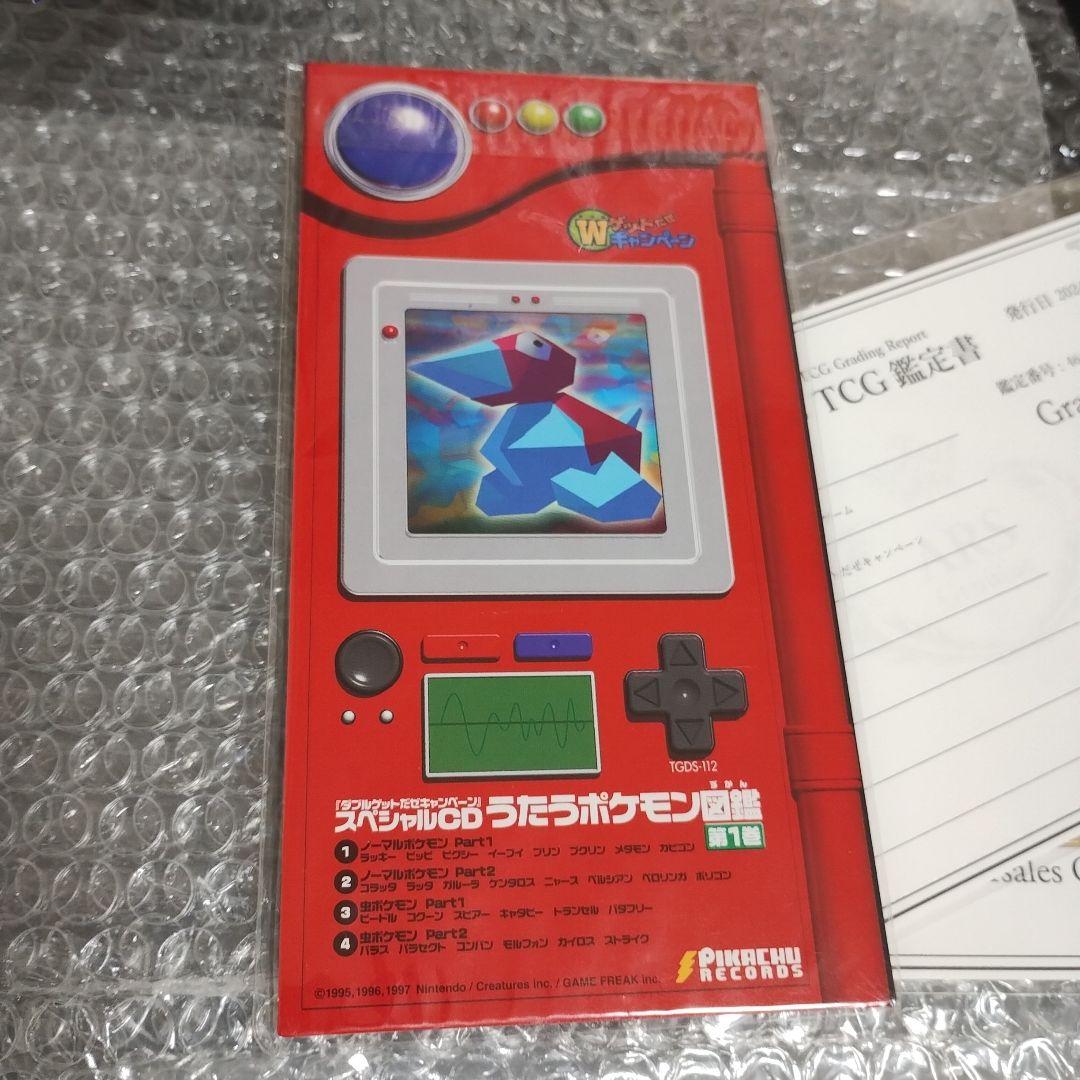 W ゲットだぜ
キャンペーン
TGDS-112
「ダブルゲットだぜキャンペーン」
スペシャルCD うたうポケモン図鑑
ずかん
第1巻
1 ノーマルポケモン Part1
ラッキー ピッピ ピクシー イーブイ プリン プクリン メタモン カビゴン
2 ノーマルポケモン Part2
コラッタ ラッタ ガルーラ ケンタロス ニャース ペルシアン ベロリンガ ポリゴン
3 虫ポケモン Part1
ビードル コクーン スピアー キャタピー トランセル バタフリー
4 虫ポケモン Part2
パラス パラセクト コンパン モルフォン カイロス ストライク
PIKACHU
RECORDS
©1995,1996,1997 Nintendo / Creatures inc. / GAME FREAK inc.
発行日 202
TCG Grading Report
TCG 鑑定書
鑑定番号:
Gra
だぜキャンペーン
Sales